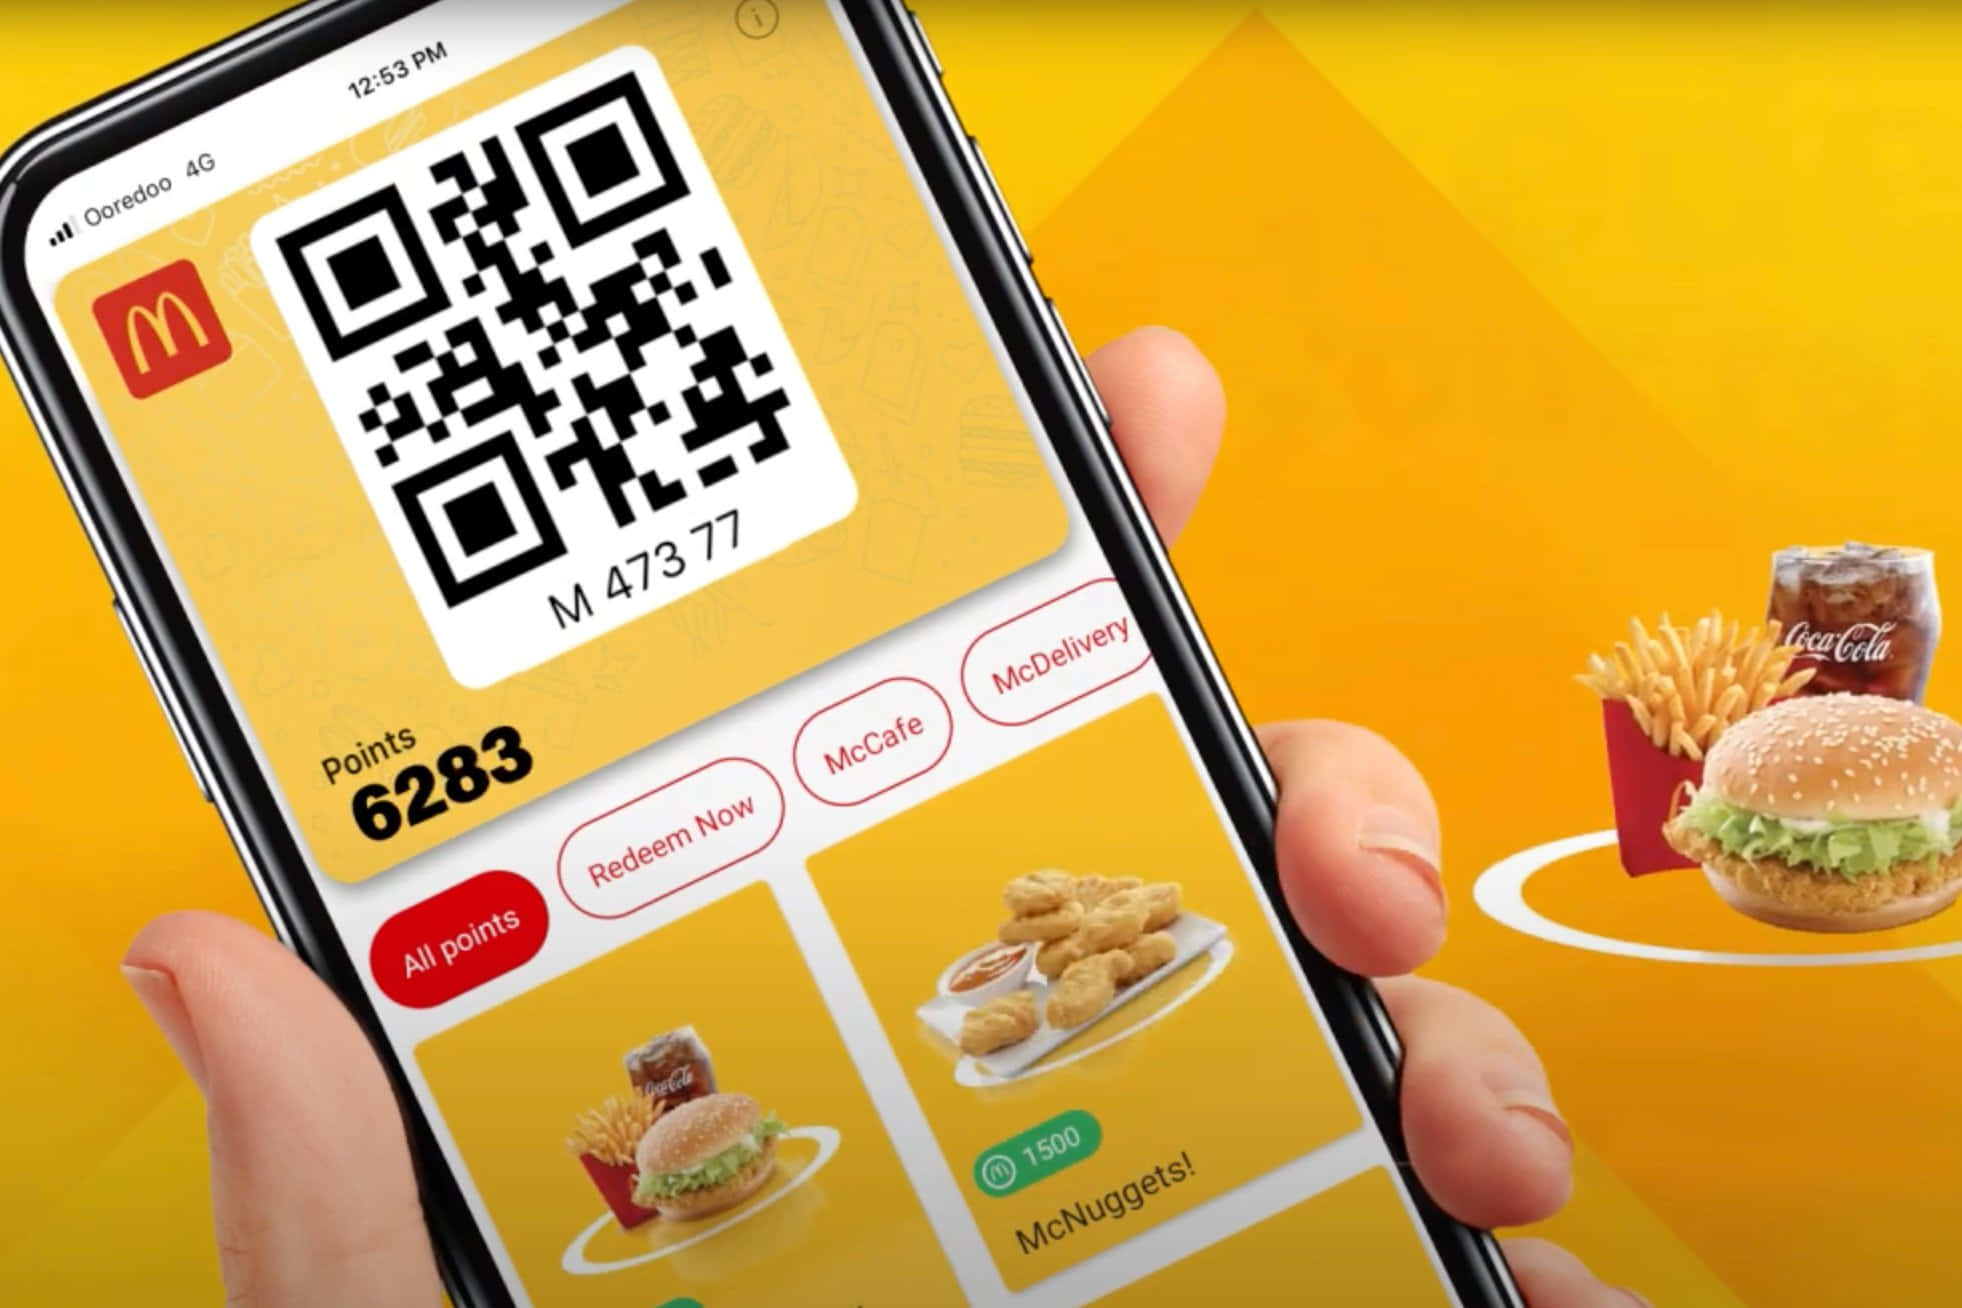 12:53 PM
Ooredoo 4G
M 473 77
Points
6283
All points
Redeem Now
McCafe
McDelivery
Coca-Cola
Coca-Cola
1500
McNuggets!